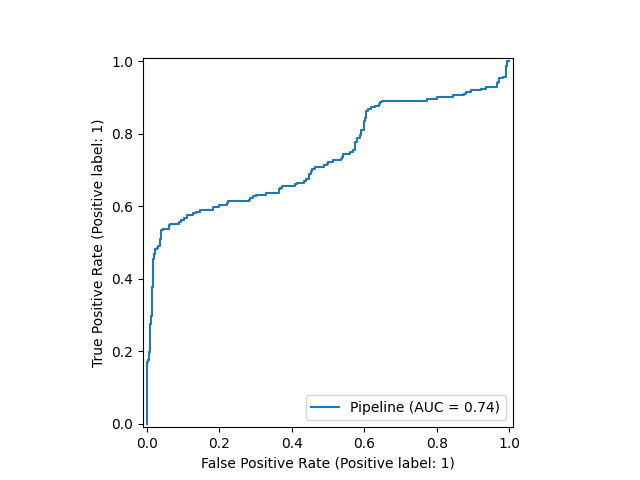 1.0
0.8
0.6
0.4
0.2
0.0
True Positive Rate (Positive label: 1)
Pipeline (AUC = 0.74)
0.0 0.2 0.4 0.6 0.8 1.0
False Positive Rate (Positive label: 1)